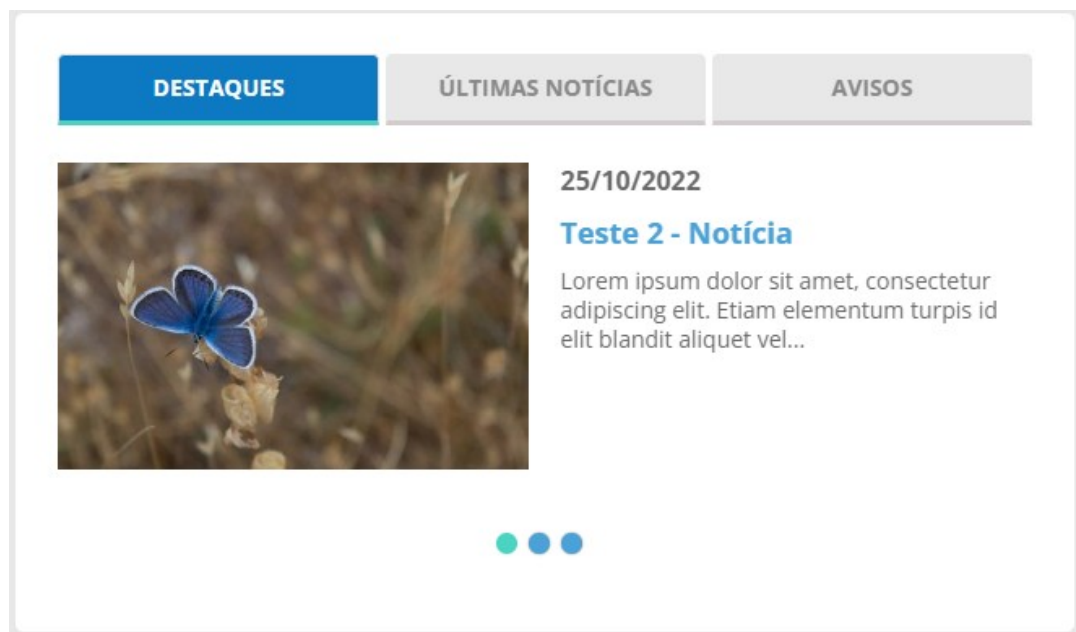 DESTAQUES
ÚLTIMAS NOTÍCIAS
AVISOS
25/10/2022
Teste 2 - Notícia
Lorem ipsum dolor sit amet, consectetur
adipiscing elit. Etiam elementum turpis id
elit blandit aliquet vel...